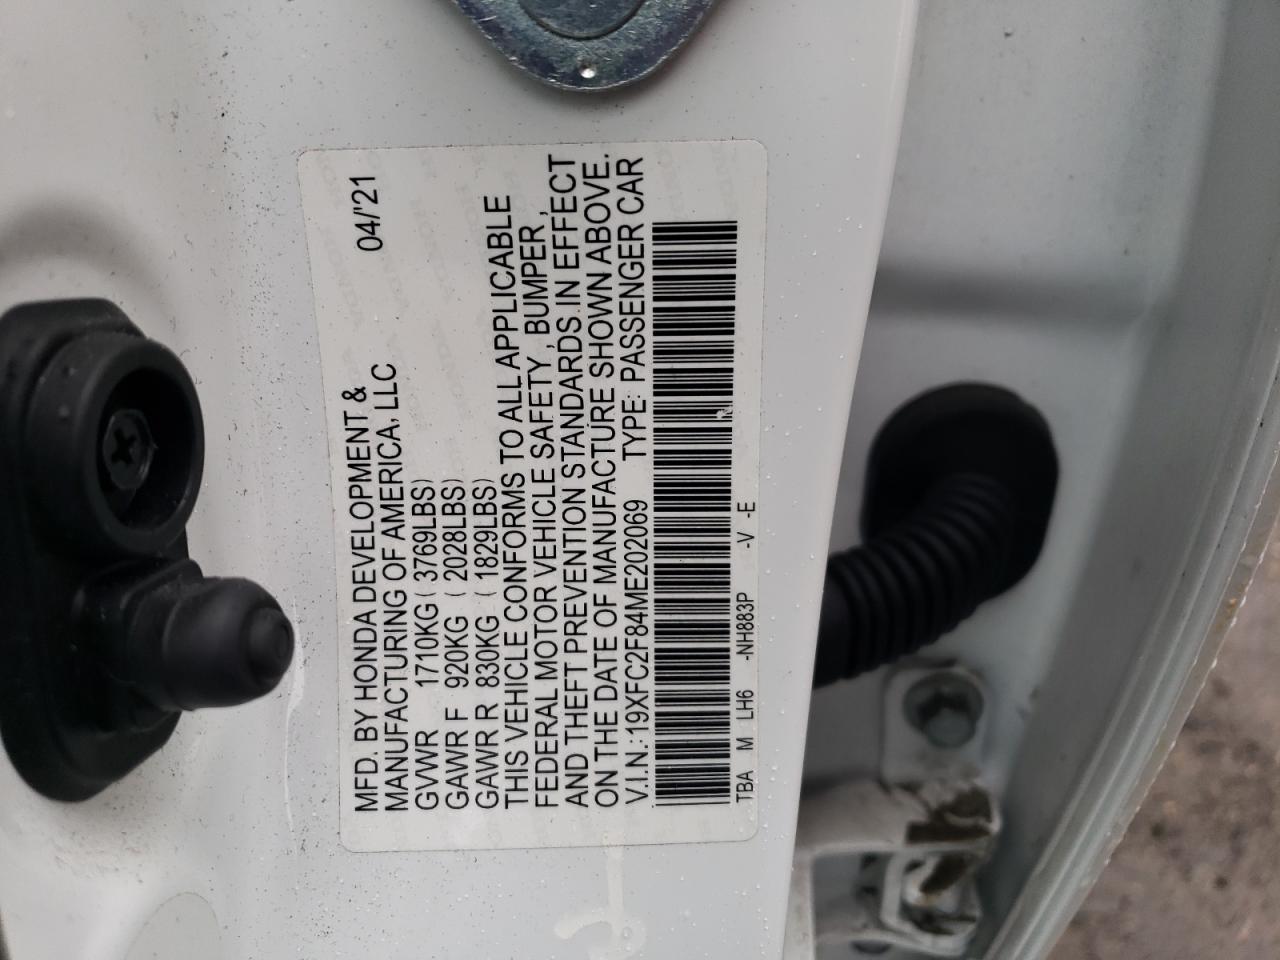 MFD. BY HONDA DEVELOPMENT & 04/'21
MANUFACTURING OF AMERICA, LLC
GVWR 1710KG ( 3769LBS)
GAWR F 920KG ( 2028LBS)
GAWR R 830KG ( 1829LBS)
THIS VEHICLE CONFORMS TO ALL APPLICABLE
FEDERAL MOTOR VEHICLE SAFETY, BUMPER,
AND THEFT PREVENTION STANDARDS IN EFFECT
ON THE DATE OF MANUFACTURE SHOWN ABOVE.
V.I.N.: 19XFC2F84ME202069 TYPE: PASSENGER CAR
TBA M LH6 -NH883P -V -E